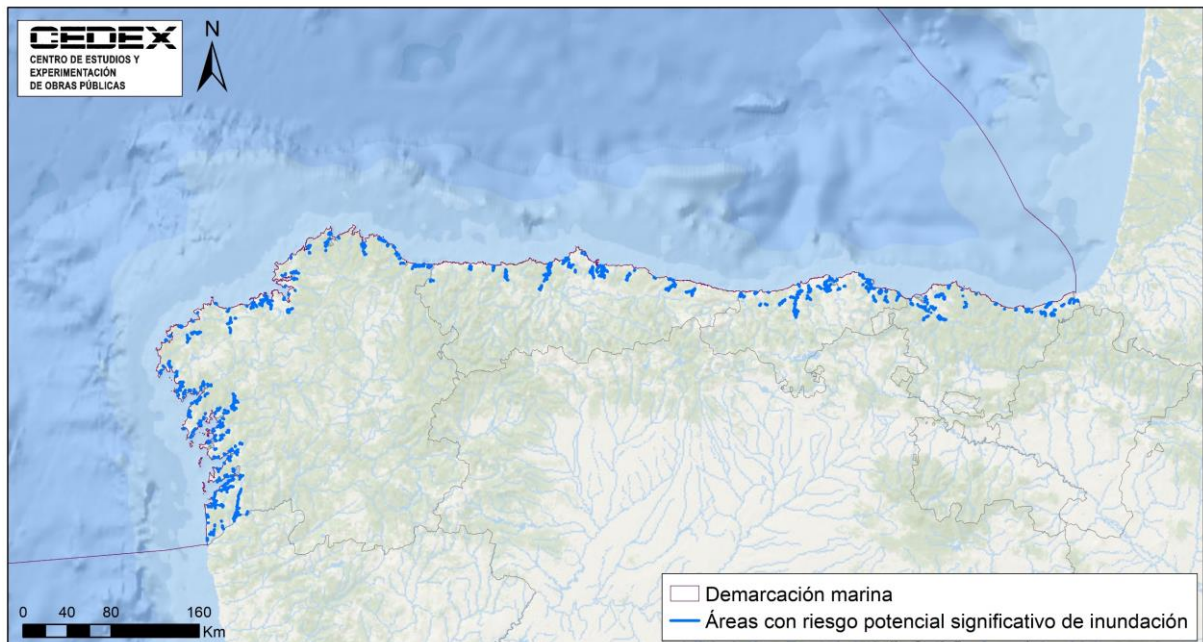 CEDEX
CENTRO DE ESTUDIOS Y
EXPERIMENTACIÓN
DE OBRAS PÚBLICAS
N
Demarcación marina
Áreas con riesgo potencial significativo de inundación
0 40 80 160
Km